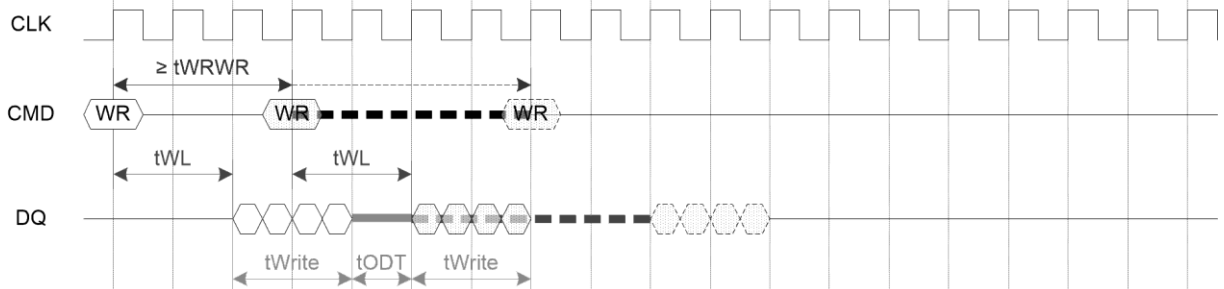 CLK
≥ tWRWR
CMD WR WR WR
tWL tWL
DQ
tWrite tODT tWrite